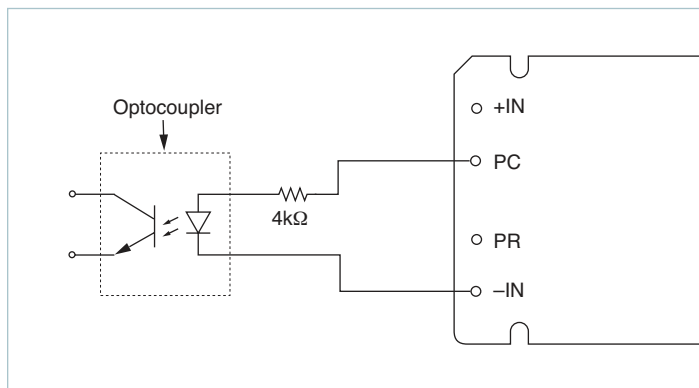 Optocoupler
+IN
PC
4kΩ
PR
–IN